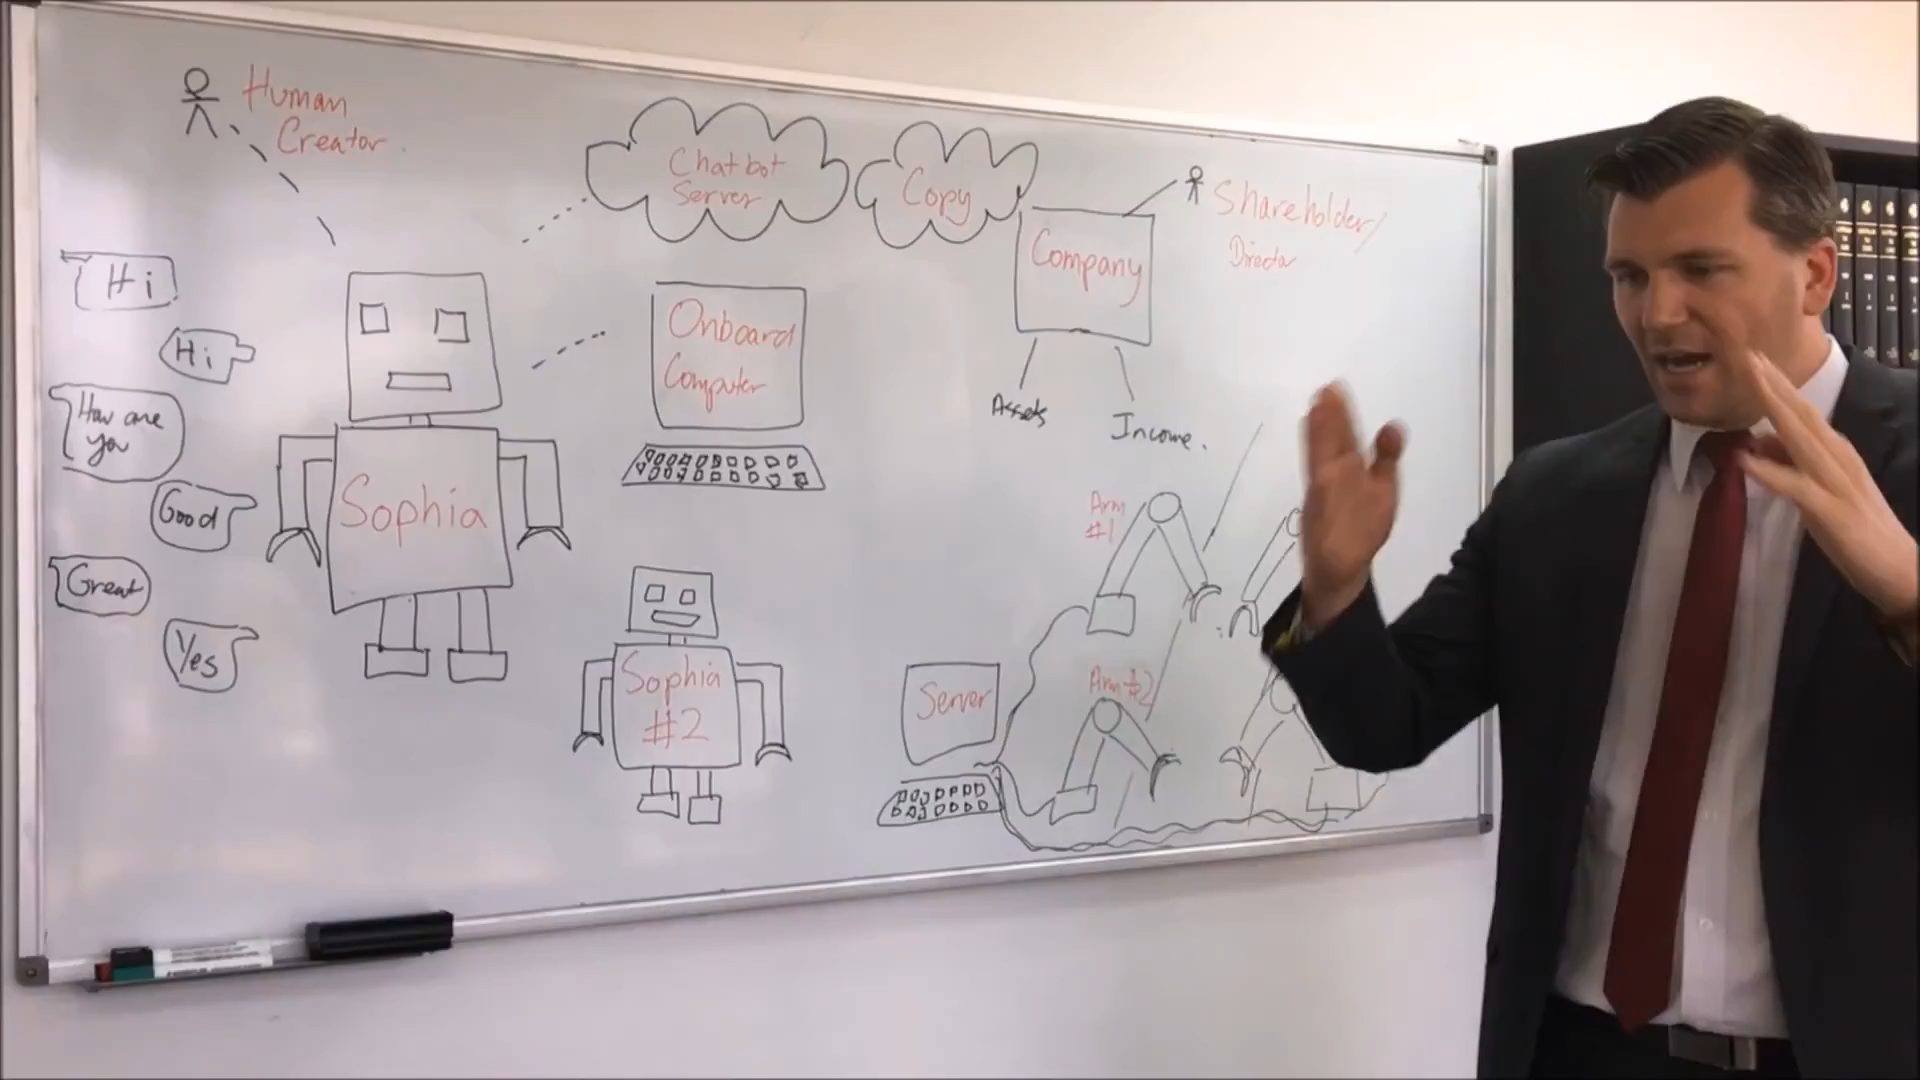 Human
Creator.
Chatbot
Server
Copy
Company
Shareholder/
Director
Assets
Income.
Hi
Hi
How are
you
Good
Great
Yes
Sophia
Onboard
Computer
Sophia
#2
Server
Arm
#1
Arm #2